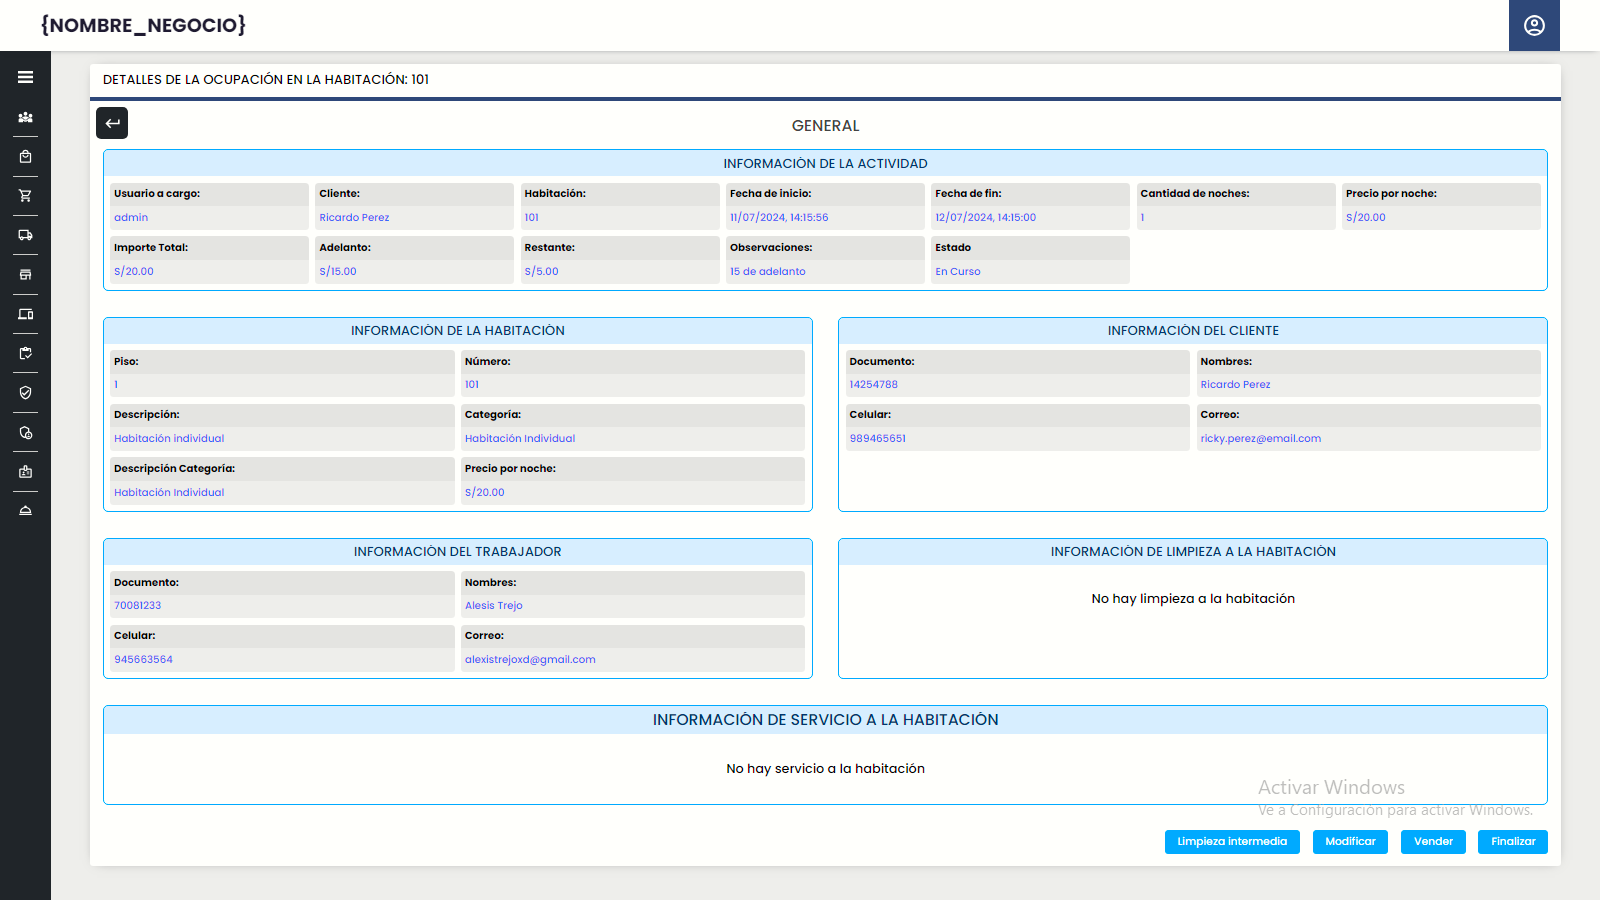 {NOMBRE_NEGOCIO}
DETALLES DE LA OCUPACIÓN EN LA HABITACIÓN: 101
GENERAL
INFORMACIÓN DE LA ACTIVIDAD
Usuario a cargo: Cliente: Habitación: Fecha de inicio: Fecha de fin: Cantidad de noches: Precio por noche:
admin Ricardo Perez 101 11/07/2024, 14:15:56 12/07/2024, 14:15:00 1 S/20.00
Importe Total: Adelanto: Restante: Observaciones: Estado
S/20.00 S/15.00 S/5.00 15 de adelanto En Curso
INFORMACIÓN DE LA HABITACIÓN
Piso: Número:
1 101
Descripción: Categoría:
Habitación individual Habitación Individual
Descripción Categoría: Precio por noche:
Habitación Individual S/20.00
INFORMACIÓN DEL CLIENTE
Documento: Nombres:
14254788 Ricardo Perez
Celular: Correo:
989465651 ricky.perez@email.com
INFORMACIÓN DEL TRABAJADOR
Documento: Nombres:
70081233 Alesis Trejo
Celular: Correo:
945663564 alexistrejoxd@gmail.com
INFORMACIÓN DE LIMPIEZA A LA HABITACIÓN
No hay limpieza a la habitación
INFORMACIÓN DE SERVICIO A LA HABITACIÓN
No hay servicio a la habitación
Activar Windows
Ve a Configuración para activar Windows.
Limpieza intermedia Modificar Vender Finalizar